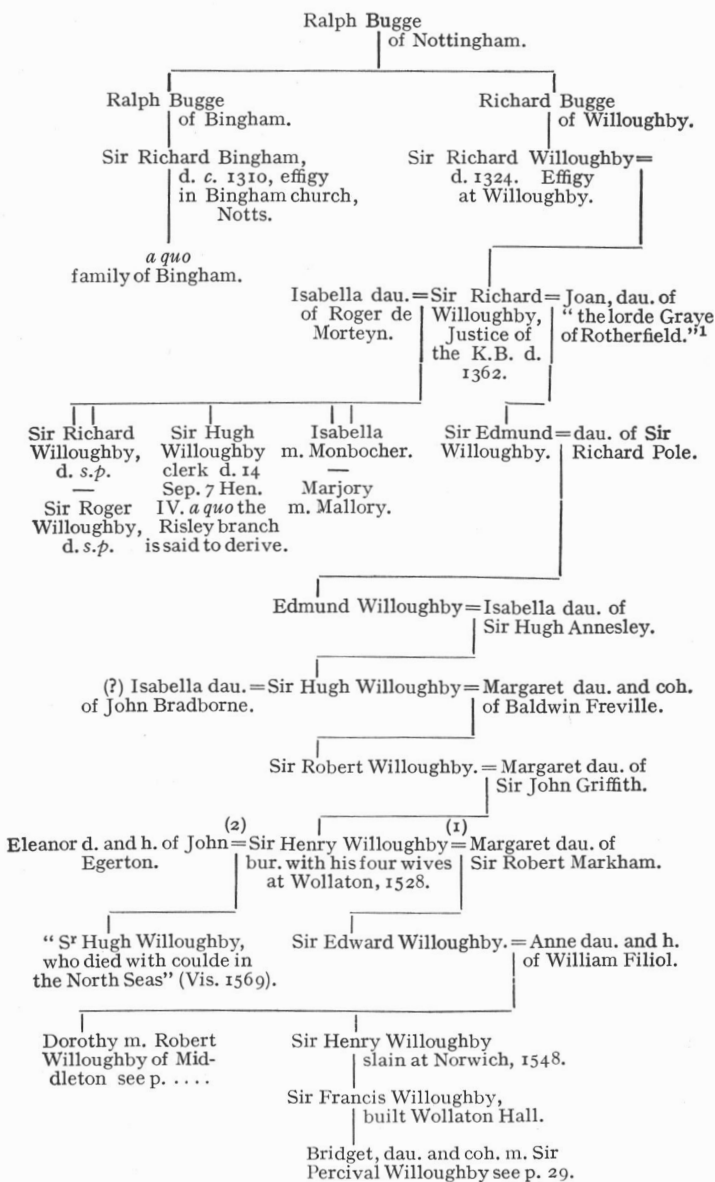 Ralph Bugge
of Nottingham.
Ralph Bugge
of Bingham.
Richard Bugge
of Willoughby.
Sir Richard Bingham,
d. c. 1310, effigy
in Bingham church,
Notts.
Sir Richard Willoughby=
d. 1324. Effigy
at Willoughby.
a quo
family of Bingham.
Isabella dau.
of Roger de
Morteyn.
=Sir Richard=
Willoughby,
Justice of
the K.B. d.
1362.
Joan, dau. of
"the lorde Graye
of Rotherfield."1
Sir Richard
Willoughby,
d. s.p.
—
Sir Roger
Willoughby,
d. s.p.
Sir Hugh
Willoughby
clerk d. 14
Sep. 7 Hen.
IV. a quo the
Risley branch
is said to derive.
Isabella
m. Monbocher.
—
Marjory
m. Mallory.
Sir Edmund=
Willoughby.
dau. of Sir
Richard Pole.
Edmund Willoughby=Isabella dau. of
Sir Hugh Annesley.
(?) Isabella dau.
of John Bradborne.
=Sir Hugh Willoughby=
Margaret dau. and coh.
of Baldwin Freville.
Sir Robert Willoughby.=Margaret dau. of
Sir John Griffith.
(2)
(1)
Eleanor d. and h. of John
Egerton.
=Sir Henry Willoughby=
bur. with his four wives
at Wollaton, 1528.
Margaret dau. of
Sir Robert Markham.
"Sr Hugh Willoughby,
who died with coulde in
the North Seas" (Vis. 1569).
Sir Edward Willoughby.=Anne dau. and h.
of William Filiol.
Dorothy m. Robert
Willoughby of Mid-
dleton see p. ....
Sir Henry Willoughby
slain at Norwich, 1548.
Sir Francis Willoughby,
built Wollaton Hall.
Bridget, dau. and coh. m. Sir
Percival Willoughby see p. 29.